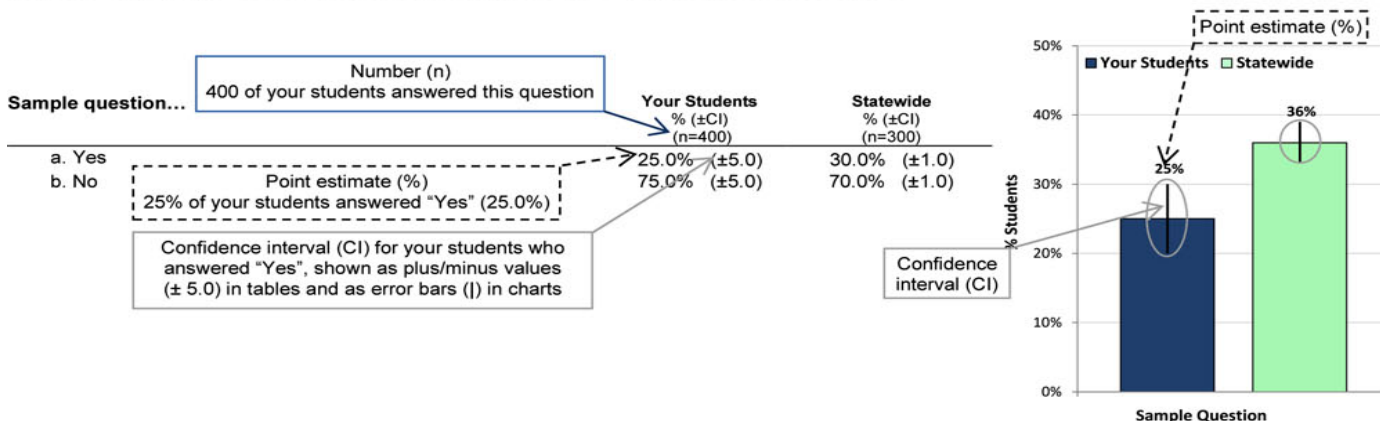 Number (n)
400 of your students answered this question
Sample question…
Your Students
% (±CI)
(n=400)
Statewide
% (±CI)
(n=300)
a. Yes 25.0% (±5.0) 30.0% (±1.0)
b. No 75.0% (±5.0) 70.0% (±1.0)
Point estimate (%)
25% of your students answered “Yes” (25.0%)
Confidence interval (CI) for your students who
answered “Yes”, shown as plus/minus values
(± 5.0) in tables and as error bars (|) in charts
Point estimate (%)
Your Students Statewide
50%
40%
30%
20%
10%
0%
% Students
25%
36%
Confidence
interval (CI)
Sample Question